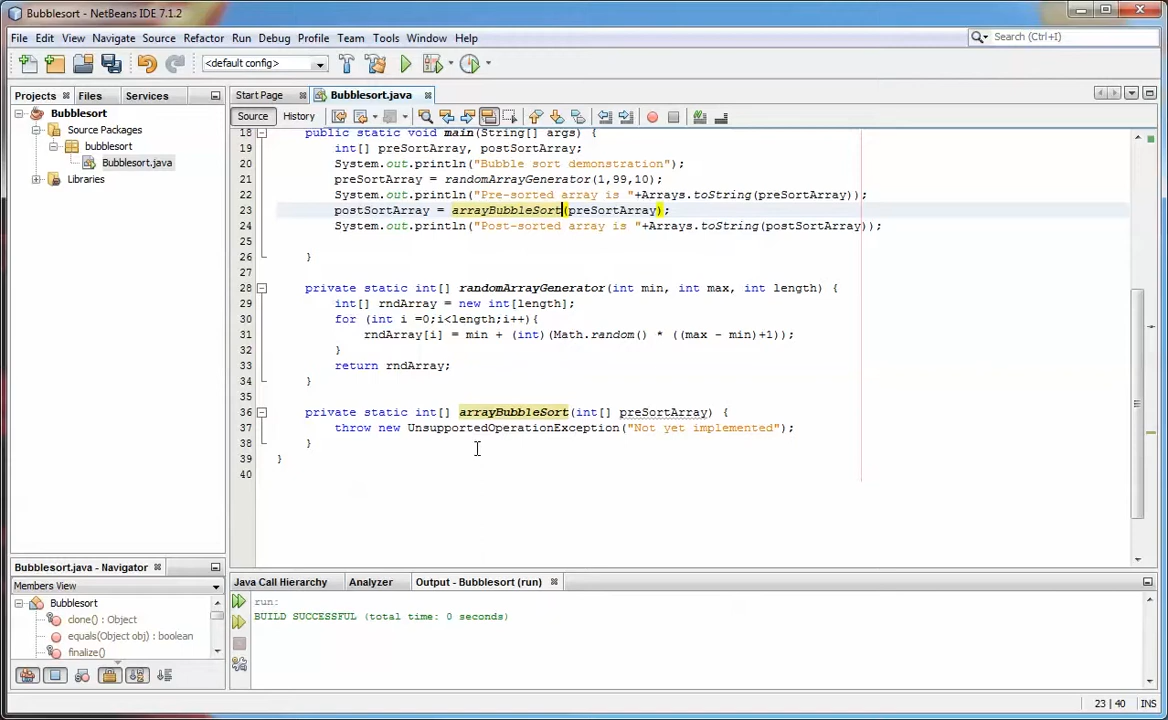 Bubblesort - NetBeans IDE 7.1.2
File Edit View Navigate Source Refactor Run Debug Profile Team Tools Window Help
Search (Ctrl+I)
<default config>
Projects Files Services
Start Page Bubblesort.java
Bubblesort
Source Packages
bubblesort
Bubblesort.java
Libraries
Source History
18 public static void main(String[] args) {
19 int[] preSortArray, postSortArray;
20 System.out.println("Bubble sort demonstration");
21 preSortArray = randomArrayGenerator(1,99,10);
22 System.out.println("Pre-sorted array is "+Arrays.toString(preSortArray));
23 postSortArray = arrayBubbleSort(preSortArray);
24 System.out.println("Post-sorted array is "+Arrays.toString(postSortArray));
25
26 }
27
28 private static int[] randomArrayGenerator(int min, int max, int length) {
29 int[] rndArray = new int[length];
30 for (int i =0;i<length;i++){
31 rndArray[i] = min + (int)(Math.random() * ((max - min)+1));
32 }
33 return rndArray;
34 }
35
36 private static int[] arrayBubbleSort(int[] preSortArray) {
37 throw new UnsupportedOperationException("Not yet implemented");
38 }
39 }
40
Bubblesort.java - Navigator
Members View
Bubblesort
clone() : Object
equals(Object obj) : boolean
finalize()
Java Call Hierarchy Analyzer Output - Bubblesort (run)
run:
BUILD SUCCESSFUL (total time: 0 seconds)
23 | 40 INS